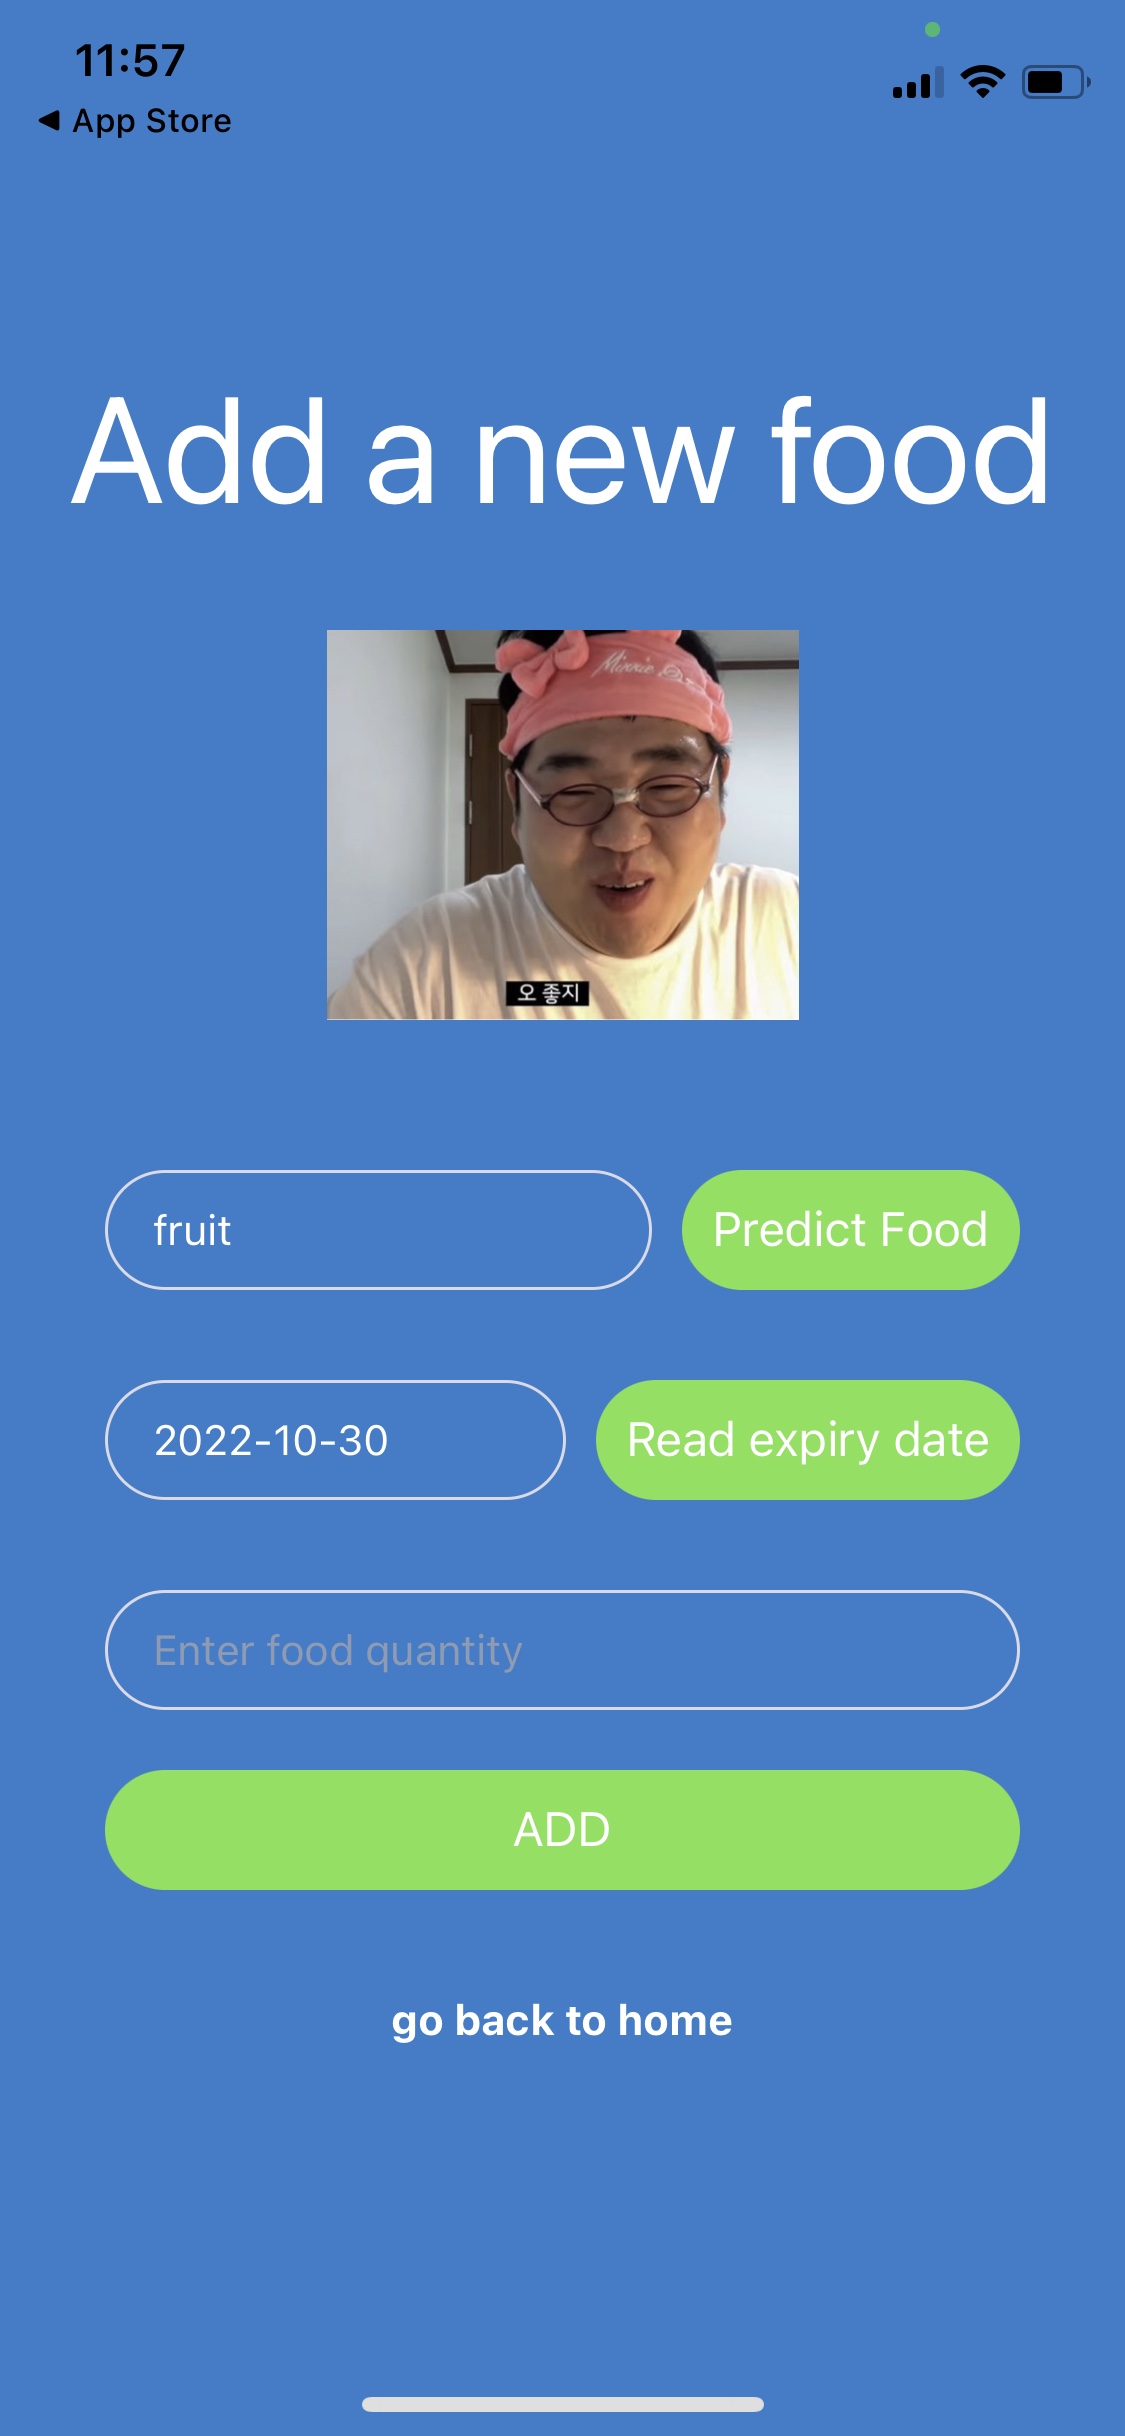 11:57
◀ App Store
Add a new food
Minnie
오 좋지
fruit
Predict Food
2022-10-30
Read expiry date
Enter food quantity
ADD
go back to home